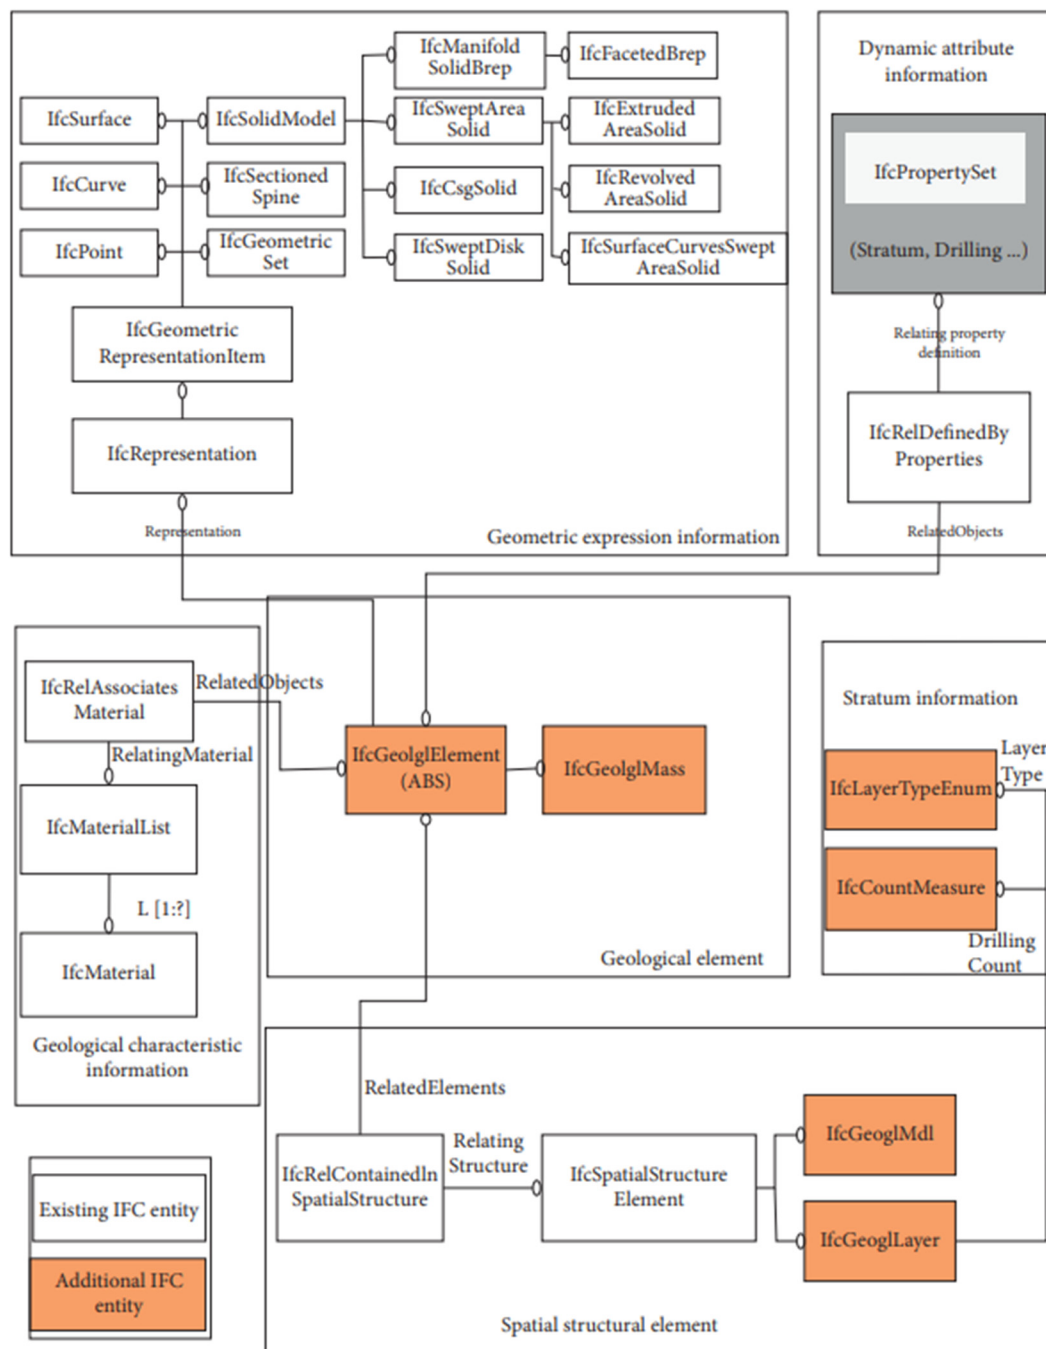 IfcManifold
SolidBrep
IfcFacetedBrep
IfcSurface
IfcSolidModel
IfcSweptArea
Solid
IfcExtruded
AreaSolid
IfcCurve
IfcSectioned
Spine
IfcCsgSolid
IfcRevolved
AreaSolid
IfcPoint
IfcGeometric
Set
IfcSweptDisk
Solid
IfcSurfaceCurvesSwept
AreaSolid
IfcGeometric
RepresentationItem
IfcRepresentation
Representation
Geometric expression information
Dynamic attribute
information
IfcPropertySet
(Stratum, Drilling ...)
Relating property
definition
IfcRelDefinedBy
Properties
RelatedObjects
IfcRelAssociates
Material
RelatedObjects
RelatingMaterial
IfcMaterialList
L [1:?]
IfcMaterial
Geological characteristic
information
IfcGeolglElement
(ABS)
IfcGeolglMass
Geological element
Stratum information
Layer
Type
IfcLayerTypeEnum
IfcCountMeasure
Drilling
Count
RelatedElements
IfcRelContainedIn
SpatialStructure
Relating
Structure
IfcSpatialStructure
Element
IfcGeoglMdl
IfcGeoglLayer
Spatial structural element
Existing IFC entity
Additional IFC
entity